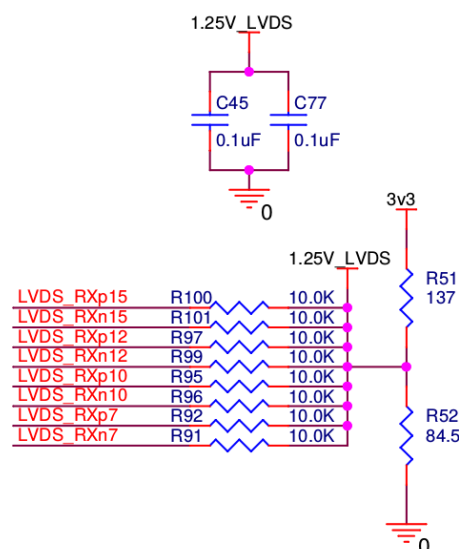 1.25V_LVDS
C45 C77
0.1uF 0.1uF
0
3v3
1.25V_LVDS
R51
137
LVDS_RXp15 R100 10.0K
LVDS_RXn15 R101 10.0K
LVDS_RXp12 R97 10.0K
LVDS_RXn12 R99 10.0K
LVDS_RXp10 R95 10.0K
LVDS_RXn10 R96 10.0K
LVDS_RXp7 R92 10.0K
LVDS_RXn7 R91 10.0K
R52
84.5
0